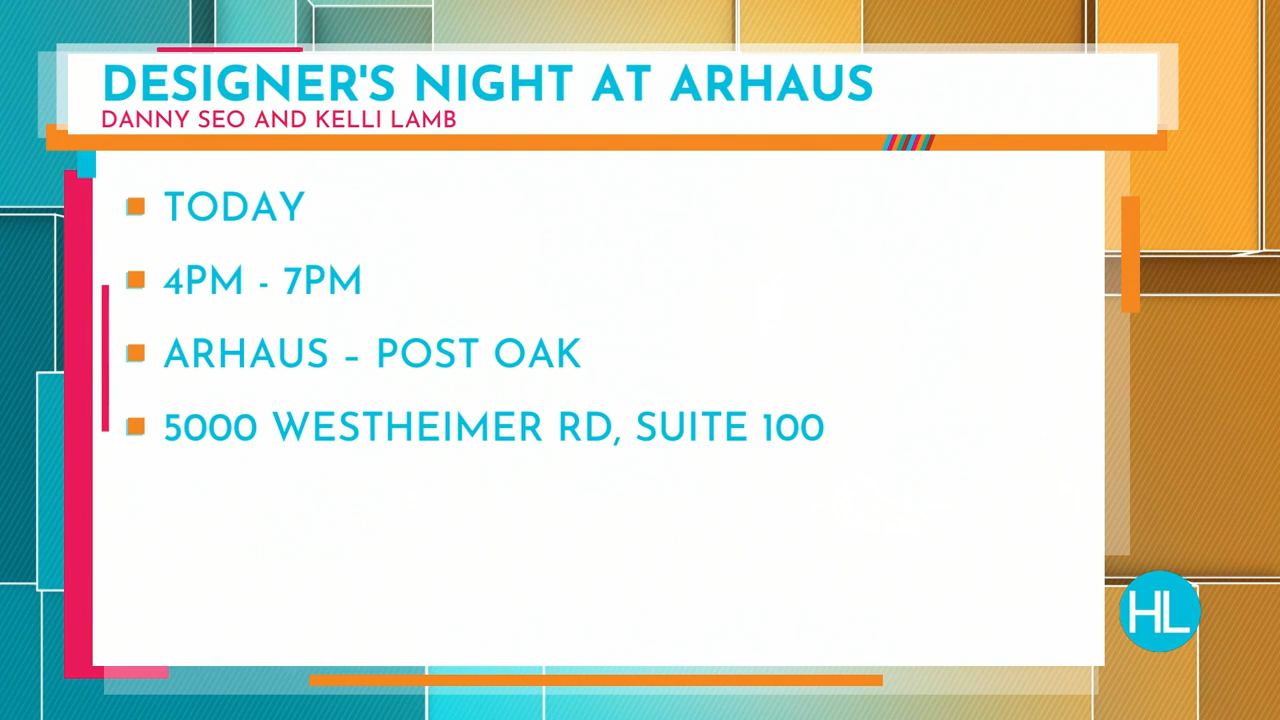 DESIGNER'S NIGHT AT ARHAUS
DANNY SEO AND KELLI LAMB
TODAY
4PM - 7PM
ARHAUS – POST OAK
5000 WESTHEIMER RD, SUITE 100
HL